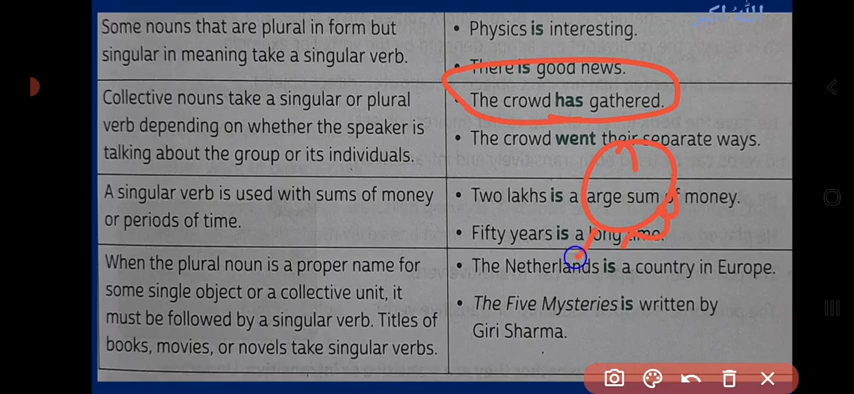 اللہُ اکبر
Some nouns that are plural in form but
singular in meaning take a singular verb.
• Physics is interesting.
• There is good news.
Collective nouns take a singular or plural
verb depending on whether the speaker is
talking about the group or its individuals.
• The crowd has gathered.
• The crowd went their separate ways.
A singular verb is used with sums of money
or periods of time.
• Two lakhs is a large sum of money.
• Fifty years is a long time.
When the plural noun is a proper name for
some single object or a collective unit, it
must be followed by a singular verb. Titles of
books, movies, or novels take singular verbs.
• The Netherlands is a country in Europe.
• The Five Mysteries is written by
Giri Sharma.